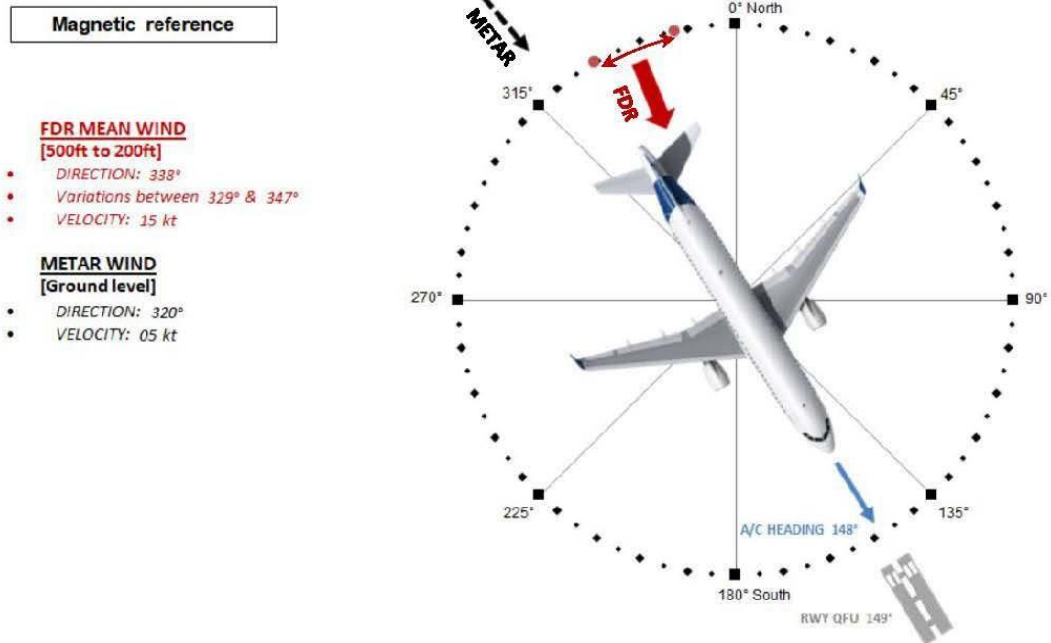 Magnetic reference
FDR MEAN WIND
[500ft to 200ft]
• DIRECTION: 338°
• Variations between 329° & 347°
• VELOCITY: 15 kt
METAR WIND
[Ground level]
• DIRECTION: 320°
• VELOCITY: 05 kt
METAR
FDR
0° North
45°
90°
135°
180° South
225°
270°
315°
A/C HEADING 148°
RWY QFU 149°